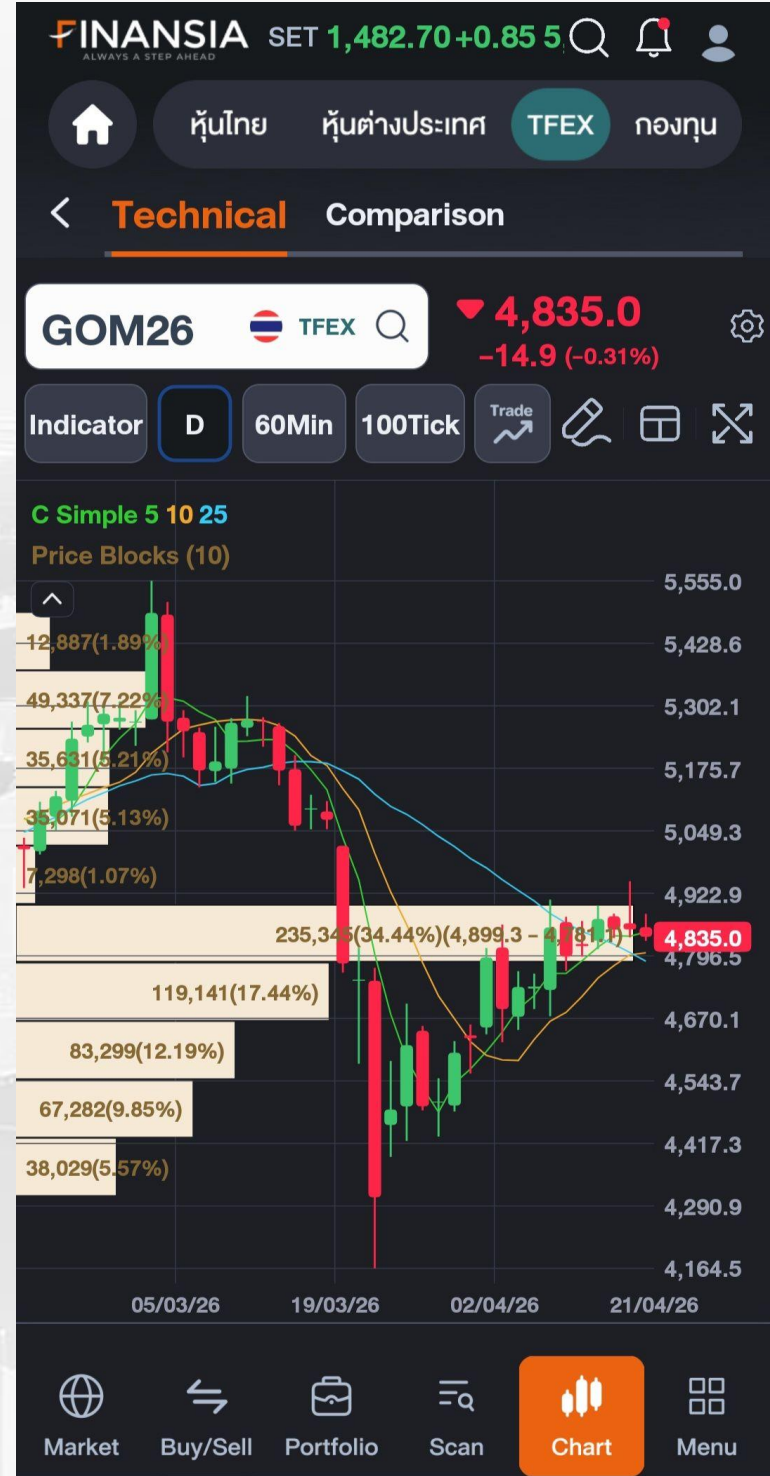 FINANSIA SET 1,482.70 +0.85 5,
ALWAYS A STEP AHEAD
หุ้นไทย หุ้นต่างประเทศ TFEX กองทุน
Technical Comparison
GOM26 TFEX 4,835.0
-14.9 (-0.31%)
Indicator D 60Min 100Tick Trade
C Simple 5 10 25
Price Blocks (10)
5,555.0
12,887(1.89%) 5,428.6
49,337(7.22%) 5,302.1
35,631(5.21%) 5,175.7
35,071(5.13%) 5,049.3
7,298(1.07%) 4,922.9
235,345(34.44%)(4,899.3 - 4,781.1) 4,835.0
4,796.5
119,141(17.44%) 4,670.1
83,299(12.19%) 4,543.7
67,282(9.85%) 4,417.3
38,029(5.57%) 4,290.9
4,164.5
05/03/26 19/03/26 02/04/26 21/04/26
Market Buy/Sell Portfolio Scan Chart Menu